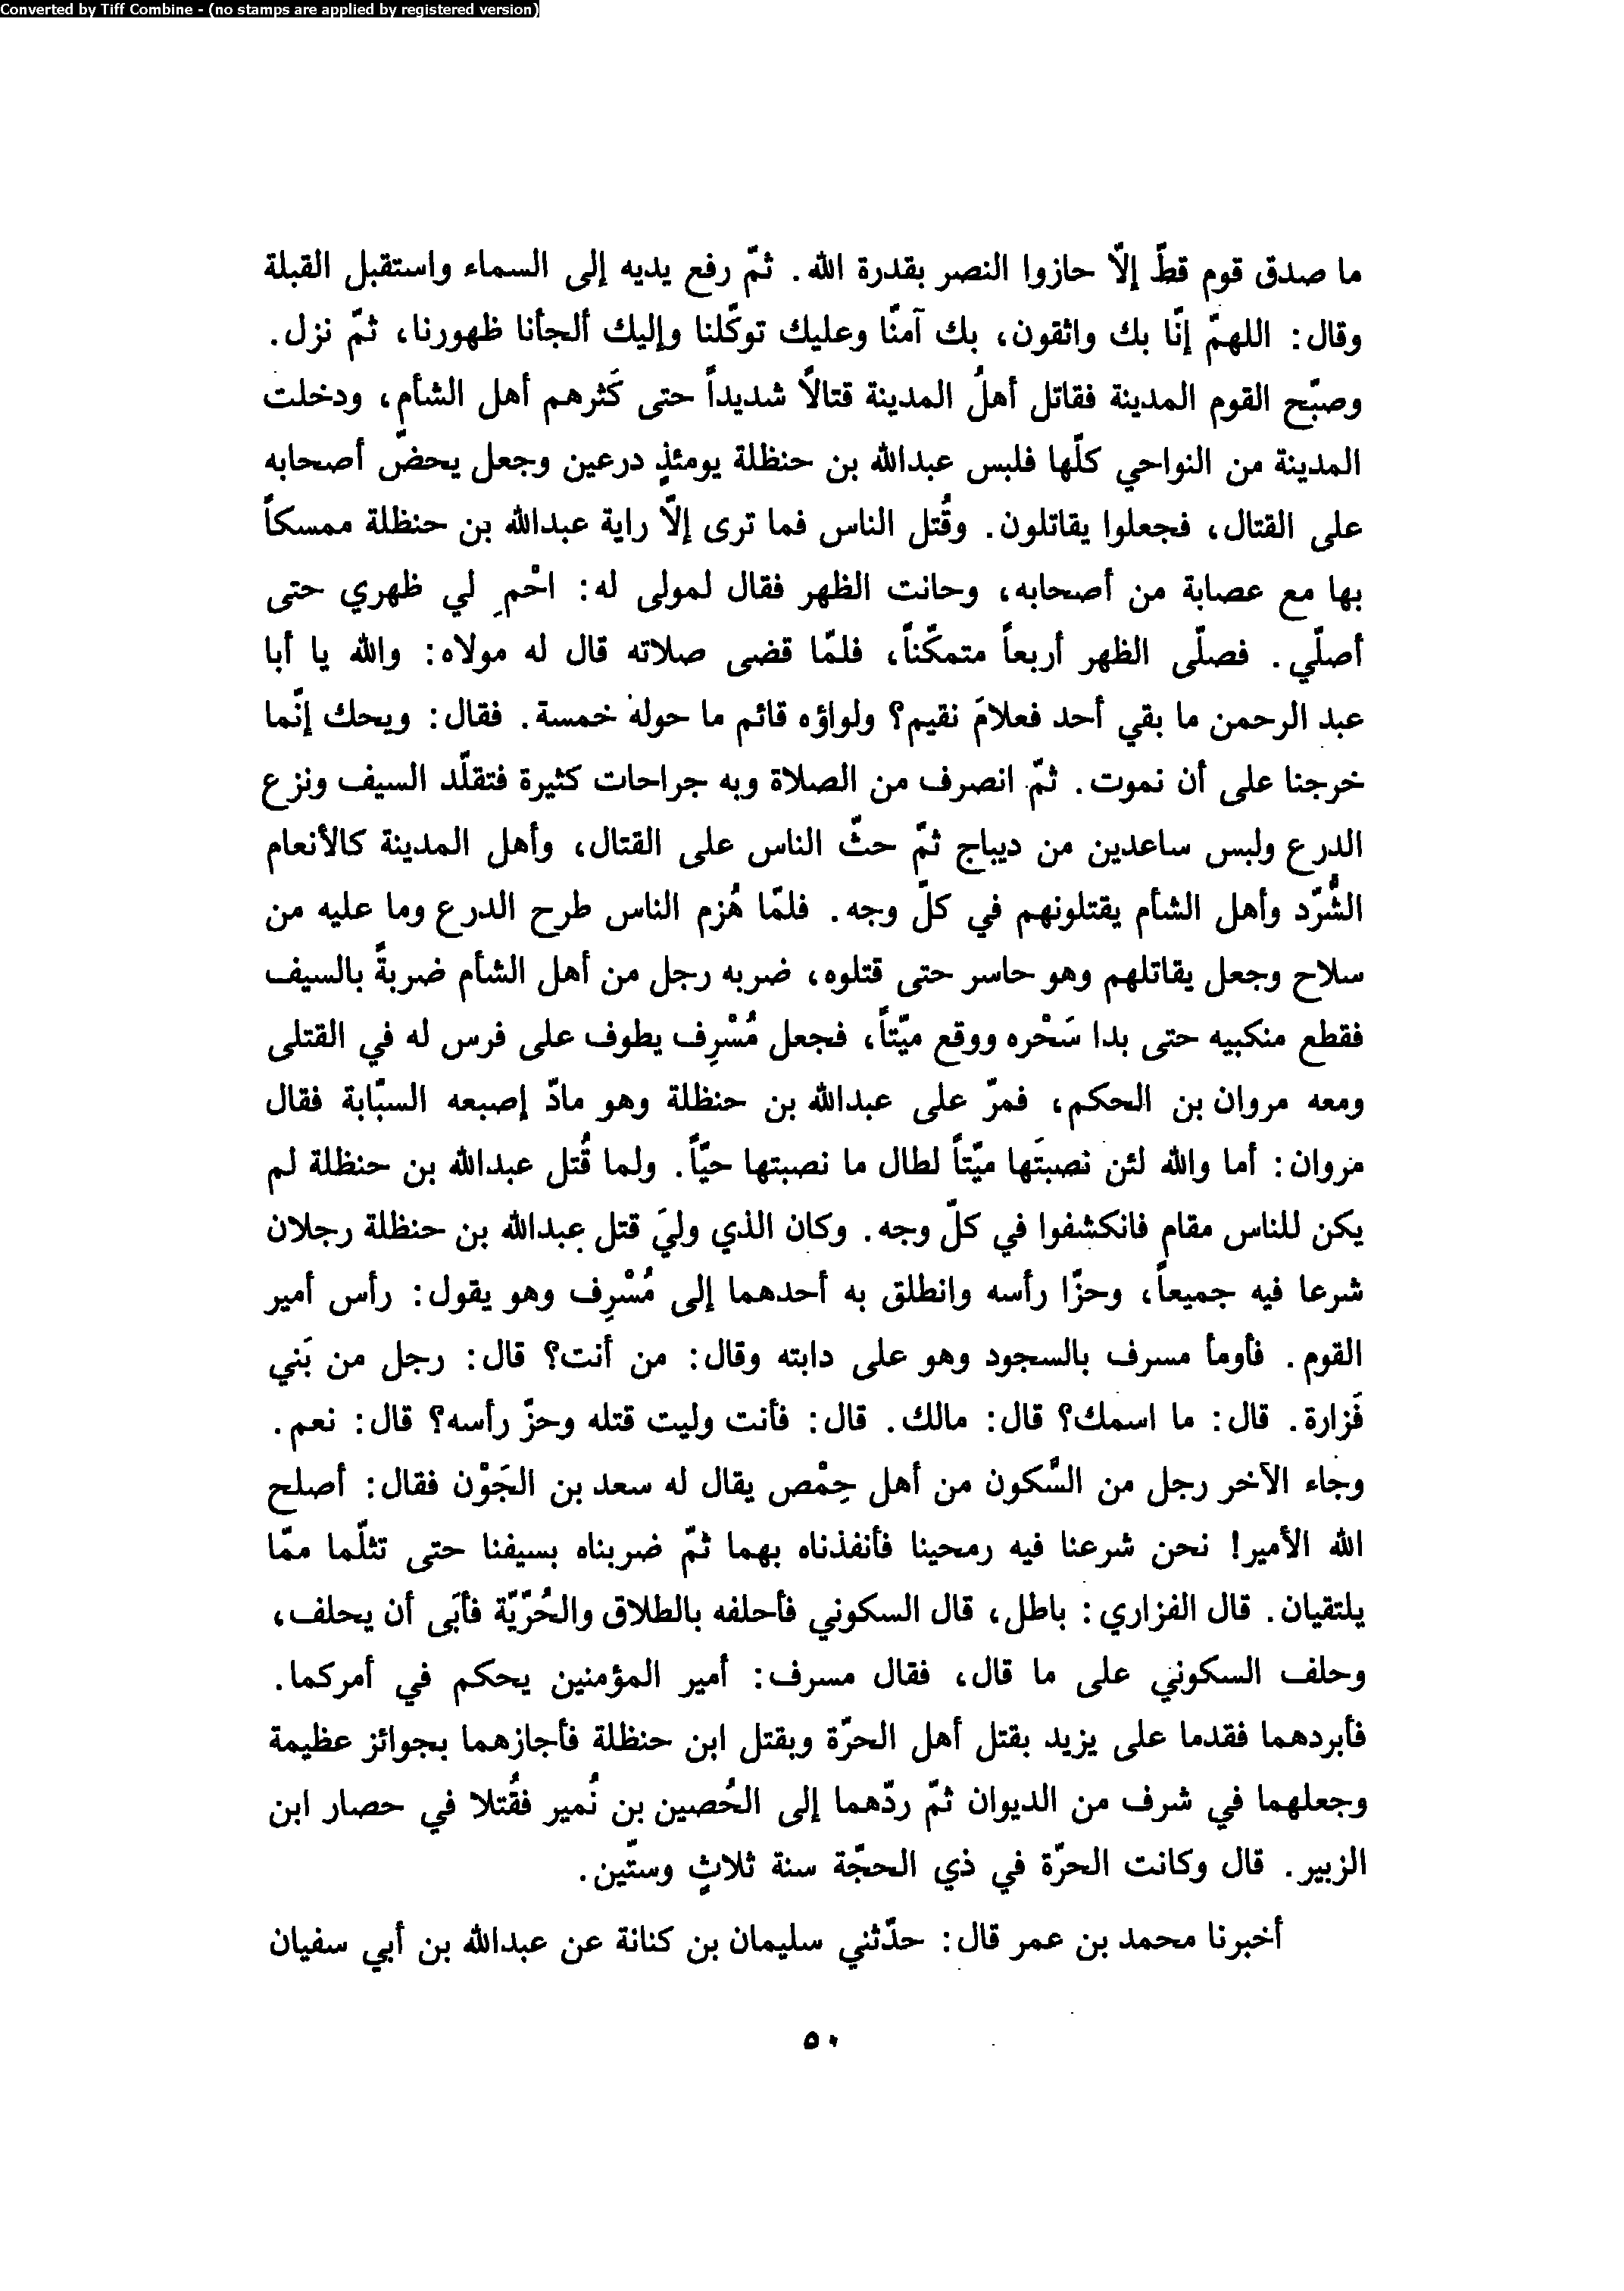 Converted by Tiff Combine - (no stamps are applied by registered version)
ما صدق قوم قطّ إلّا حازوا النصر بقدرة الله. ثمّ رفع يديه إلى السماء واستقبل القبلة
وقال: اللهمّ إنّا بك واثقون، بك آمنّا وعليك توكّلنا وإليك ألجأنا ظهورنا، ثمّ نزل.
وصبّح القوم المدينة فقاتل أهلُ المدينة قتالًا شديداً حتى كَثرهم أهل الشأم، ودخلت
المدينة من النواحي كلّها فلبس عبدالله بن حنظلة يومئذٍ درعين وجعل يحضّ أصحابه
على القتال، فجعلوا يقاتلون. وقُتل الناس فما ترى إلّا راية عبدالله بن حنظلة ممسكاً
بها مع عصابة من أصحابه، وحانت الظهر فقال لمولى له: احْمِ لي ظهري حتى
أصلّي. فصلّى الظهر أربعاً متمكّناً، فلمّا قضى صلاته قال له مولاه: والله يا أبا
عبد الرحمن ما بقي أحد فعلامَ نقيم؟ ولواؤه قائم ما حوله خمسة. فقال: ويحك إنّما
خرجنا على أن نموت. ثمّ انصرف من الصلاة وبه جراحات كثيرة فتقلّد السيف ونزع
الدرع ولبس ساعدين من ديباج ثمّ حثّ الناس على القتال، وأهل المدينة كالأنعام
الشُّرّد وأهل الشأم يقتلونهم في كلّ وجه. فلمّا هُزم الناس طرح الدرع وما عليه من
سلاح وجعل يقاتلهم وهو حاسر حتى قتلوه، ضربه رجل من أهل الشأم ضربةً بالسيف
فقطع منكبيه حتى بدا سَحْره ووقع ميّتاً، فجعل مُسْرِف يطوف على فرس له في القتلى
ومعه مروان بن الحكم، فمرّ على عبدالله بن حنظلة وهو مادّ إصبعه السبّابة فقال
مروان: أما والله لئن نصبتَها ميّتاً لطال ما نصبتها حيّاً. ولما قُتل عبدالله بن حنظلة لم
يكن للناس مقام فانكشفوا في كلّ وجه. وكان الذي وليَ قتل عبدالله بن حنظلة رجلان
شرعا فيه جميعاً، وحزّا رأسه وانطلق به أحدهما إلى مُسْرِف وهو يقول: رأس أمير
القوم. فأومأ مسرف بالسجود وهو على دابته وقال: من أنت؟ قال: رجل من بَني
فَزارة. قال: ما اسمك؟ قال: مالك. قال: فأنت وليت قتله وحزّ رأسه؟ قال: نعم.
وجاء الآخر رجل من السَّكون من أهل حِمْص يقال له سعد بن الجَوْن فقال: أصلح
الله الأمير! نحن شرعنا فيه رمحينا فأنفذناه بهما ثمّ ضربناه بسيفنا حتى تثلّما ممّا
يلتقيان. قال الفزاري: باطل، قال السكوني فأحلفه بالطلاق والحُرّيّة فأبَى أن يحلف،
وحلف السكوني على ما قال، فقال مسرف: أمير المؤمنين يحكم في أمركما.
فأبردهما فقدما على يزيد بقتل أهل الحرّة وبقتل ابن حنظلة فأجازهما بجوائز عظيمة
وجعلهما في شرف من الديوان ثمّ ردّهما إلى الحُصين بن نُمير فقُتلا في حصار ابن
الزبير. قال وكانت الحرّة في ذي الحجّة سنة ثلاثٍ وستّين.
أخبرنا محمد بن عمر قال: حدّثني سليمان بن كنانة عن عبدالله بن أبي سفيان
٥٠